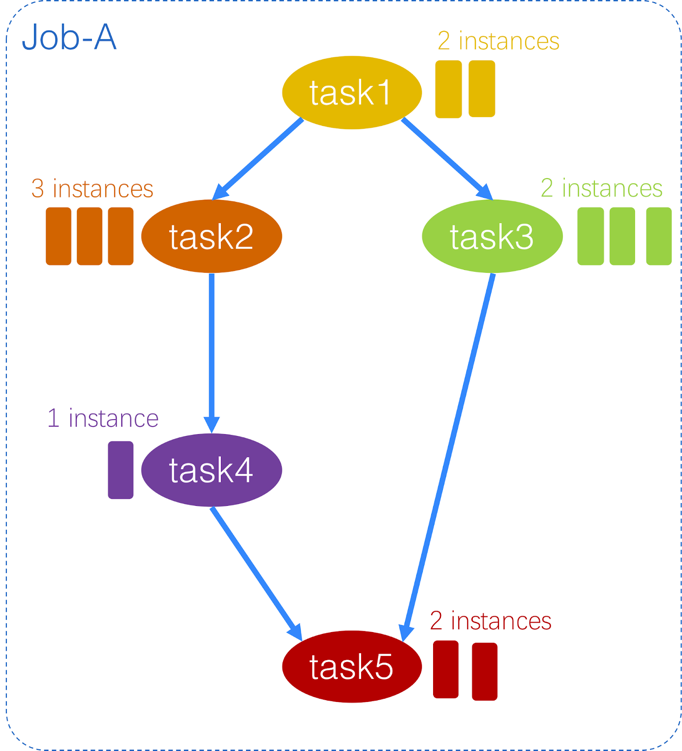 Job-A
2 instances
task1
3 instances
2 instances
task2
task3
1 instance
task4
2 instances
task5